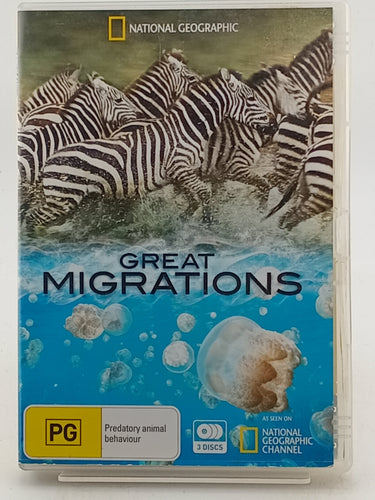 NATIONAL GEOGRAPHIC
GREAT
MIGRATIONS
PG
Predatory animal
behaviour
3 DISCS
AS SEEN ON
NATIONAL
GEOGRAPHIC
CHANNEL